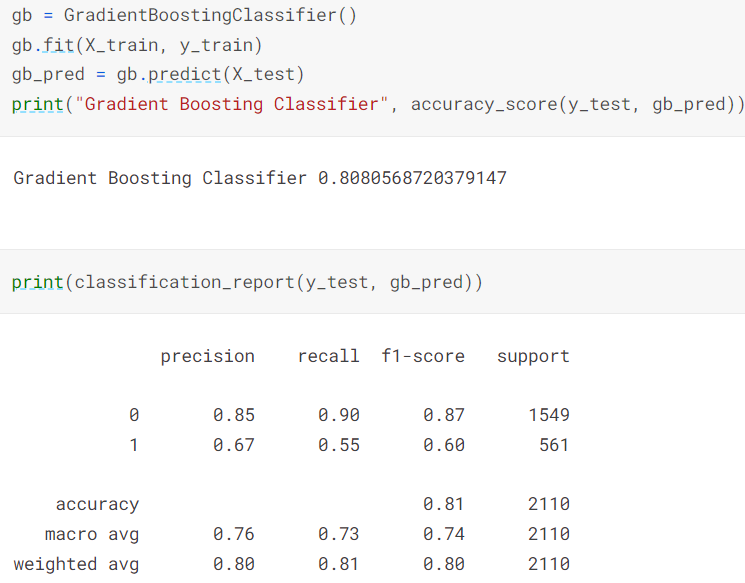 gb = GradientBoostingClassifier()
gb.fit(X_train, y_train)
gb_pred = gb.predict(X_test)
print("Gradient Boosting Classifier", accuracy_score(y_test, gb_pred))
Gradient Boosting Classifier 0.8080568720379147
print(classification_report(y_test, gb_pred))
precision recall f1-score support
0 0.85 0.90 0.87 1549
1 0.67 0.55 0.60 561
accuracy 0.81 2110
macro avg 0.76 0.73 0.74 2110
weighted avg 0.80 0.81 0.80 2110